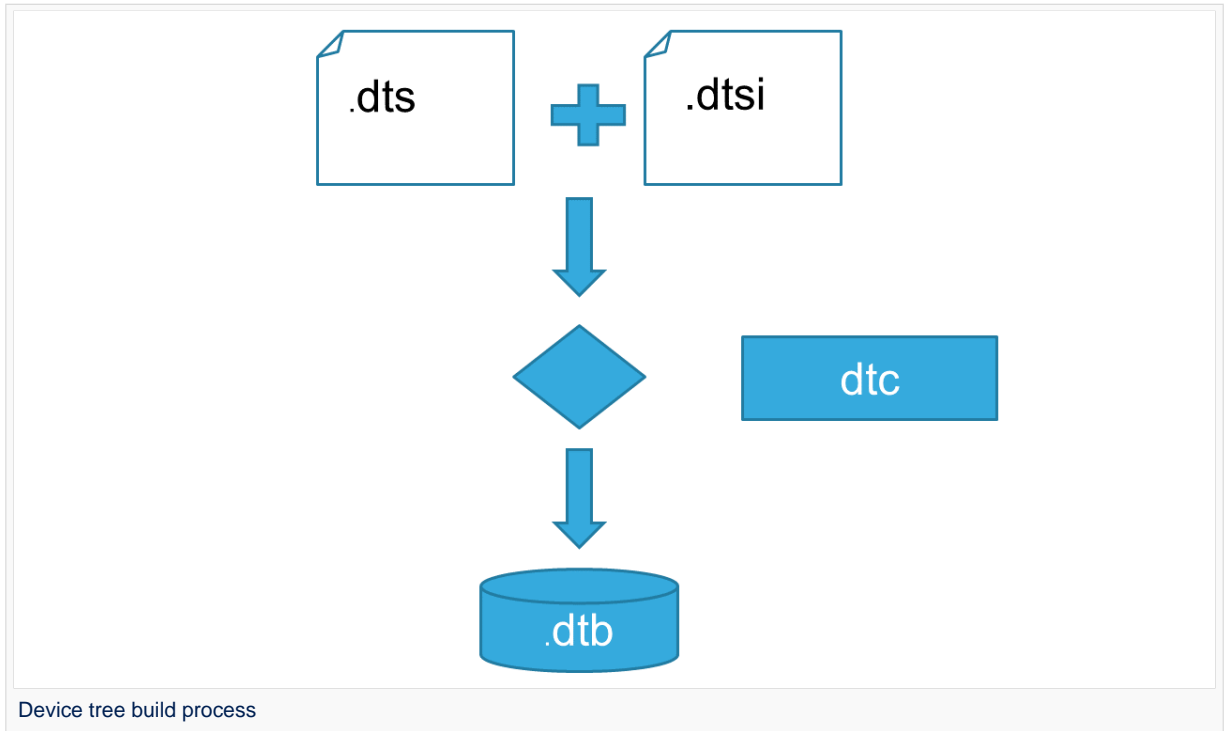 .dts
.dtsi
dtc
.dtb
Device tree build process